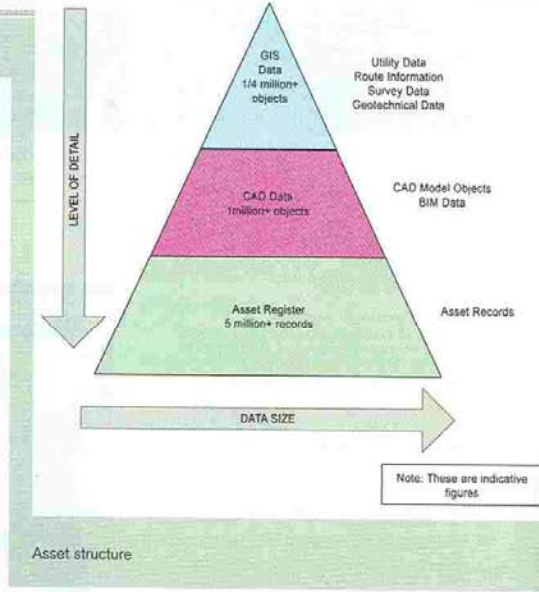 GIS
Data
1/4 million+
objects
Utility Data
Route Information
Survey Data
Geotechnical Data
LEVEL OF DETAIL
CAD Data
1million+ objects
CAD Model Objects
BIM Data
Asset Register
5 million+ records
Asset Records
DATA SIZE
Note: These are indicative
figures
Asset structure